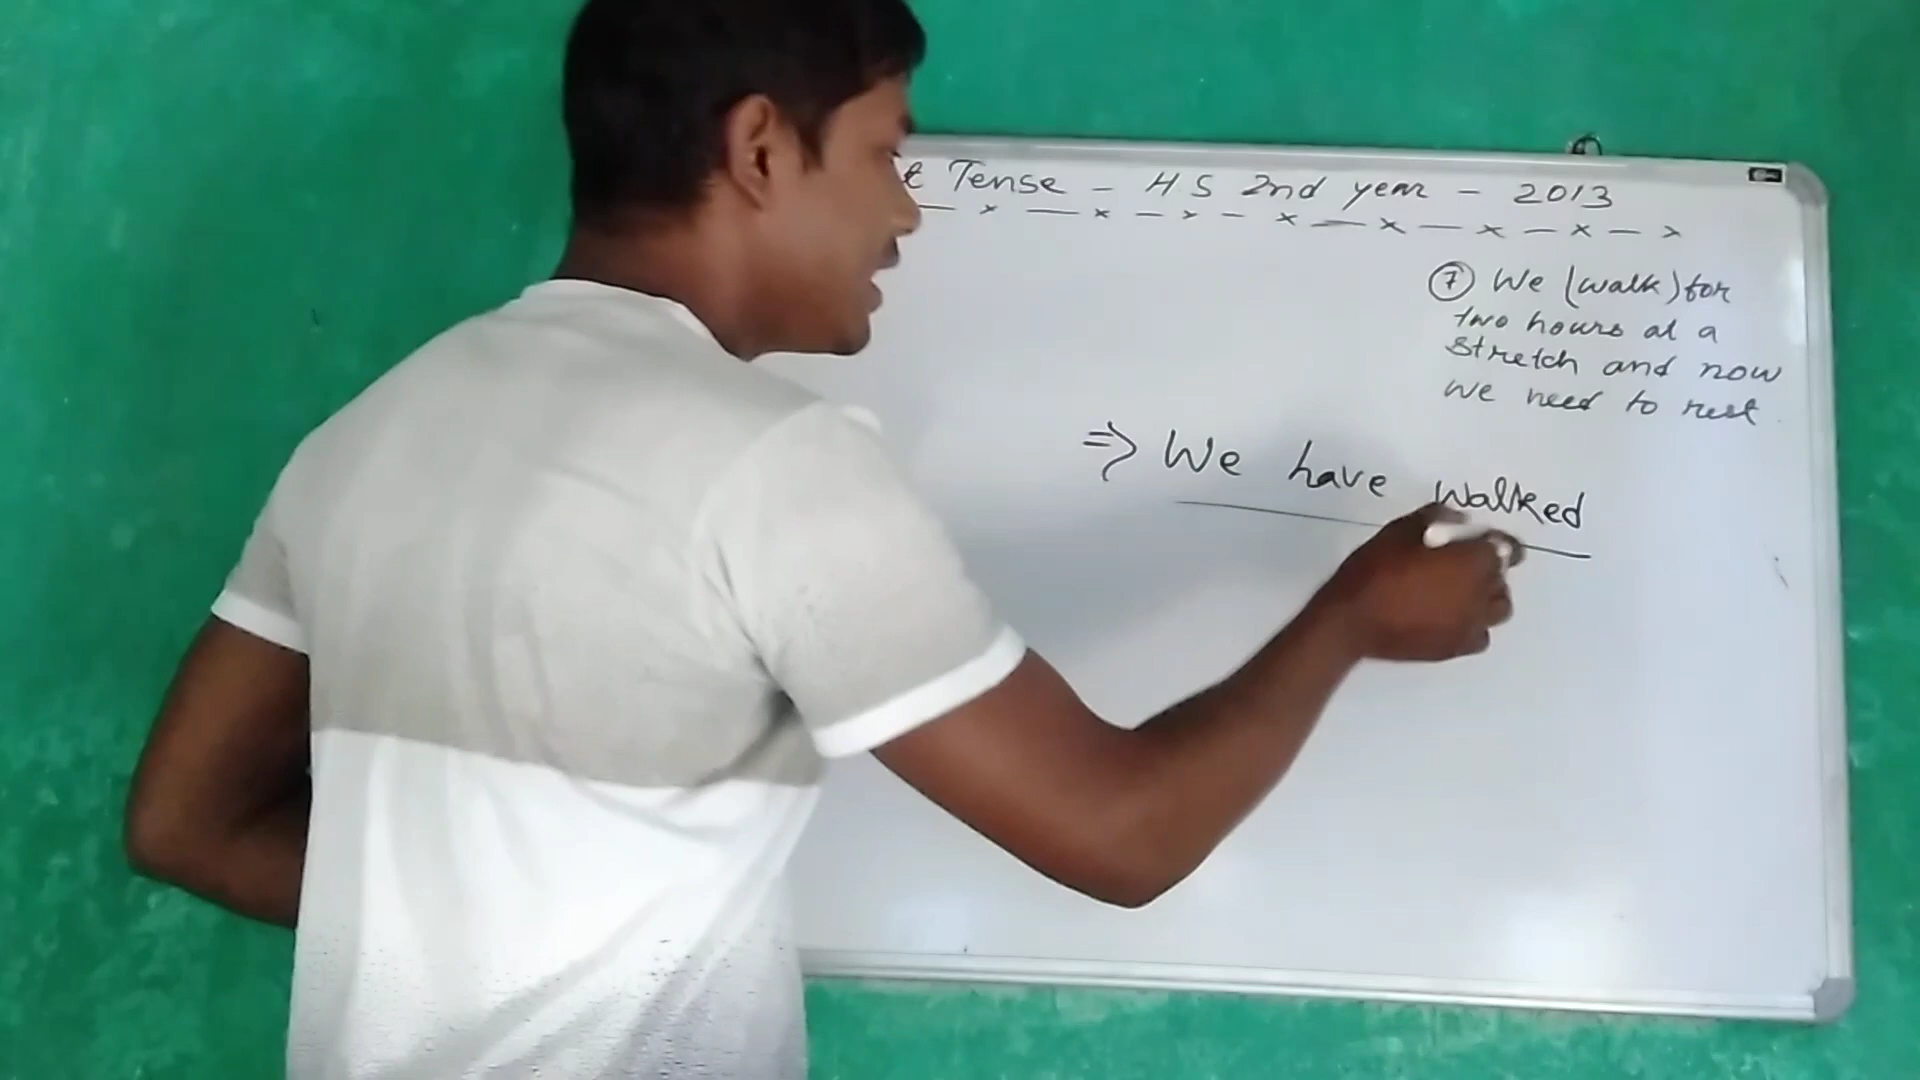 Tense - H S 2nd year - 2013
⑦ We (walk) for
two hours at a
stretch and now
we need to rest.
=> We have walked